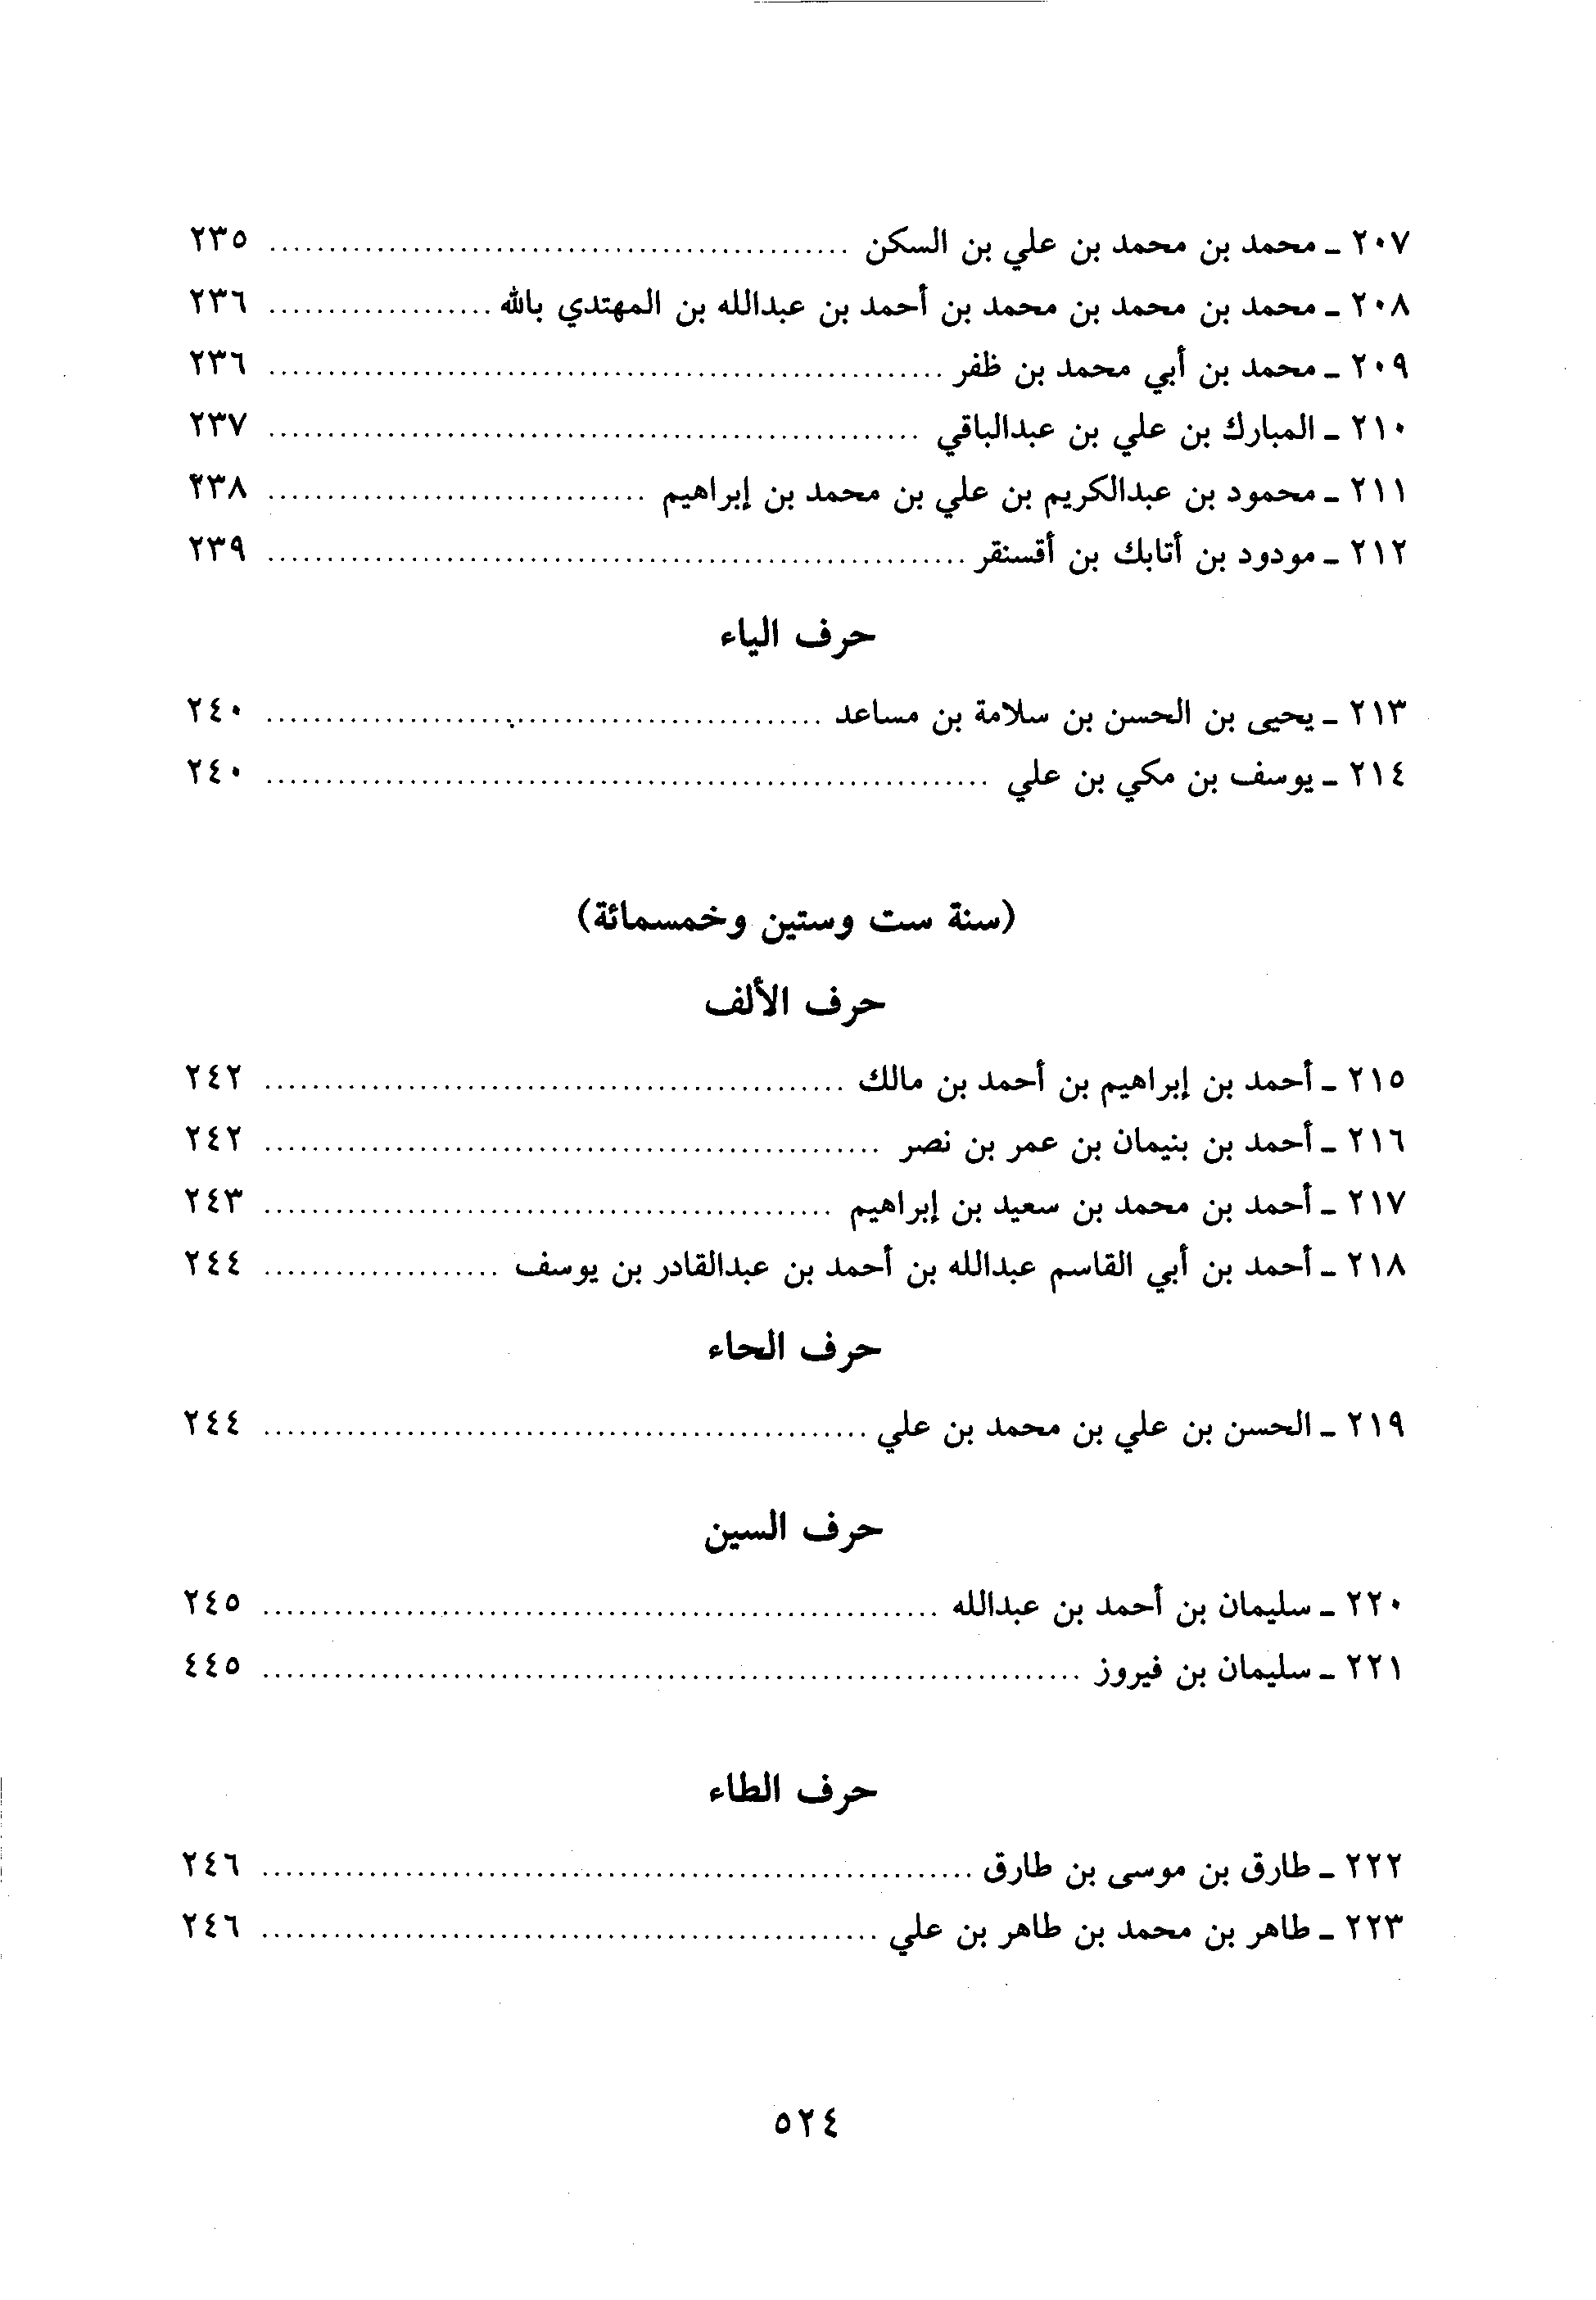 ٢٠٧ ـ محمد بن محمد بن علي بن السكن ................ ٢٣٥
٢٠٨ ـ محمد بن محمد بن محمد بن أحمد بن عبدالله بن المهتدي بالله ................ ٢٣٦
٢٠٩ ـ محمد بن أبي محمد بن ظفر ................ ٢٣٦
٢١٠ ـ المبارك بن علي بن عبدالباقي ................ ٢٣٧
٢١١ ـ محمود بن عبدالكريم بن علي بن محمد بن إبراهيم ................ ٢٣٨
٢١٢ ـ مودود بن أتابك بن أقسنقر ................ ٢٣٩
حرف الياء
٢١٣ ـ يحيى بن الحسن بن سلامة بن مساعد ................ ٢٤٠
٢١٤ ـ يوسف بن مكي بن علي ................ ٢٤٠
(سنة ست وستين وخمسمائة)
حرف الألف
٢١٥ ـ أحمد بن إبراهيم بن أحمد بن مالك ................ ٢٤٢
٢١٦ ـ أحمد بن بنيمان بن عمر بن نصر ................ ٢٤٢
٢١٧ ـ أحمد بن محمد بن سعيد بن إبراهيم ................ ٢٤٣
٢١٨ ـ أحمد بن أبي القاسم عبدالله بن أحمد بن عبدالقادر بن يوسف ................ ٢٤٤
حرف الحاء
٢١٩ ـ الحسن بن علي بن محمد بن علي ................ ٢٤٤
حرف السين
٢٢٠ ـ سليمان بن أحمد بن عبدالله ................ ٢٤٥
٢٢١ ـ سليمان بن فيروز ................ ٤٤٥
حرف الطاء
٢٢٢ ـ طارق بن موسى بن طارق ................ ٢٤٦
٢٢٣ ـ طاهر بن محمد بن طاهر بن علي ................ ٢٤٦
٥٢٤